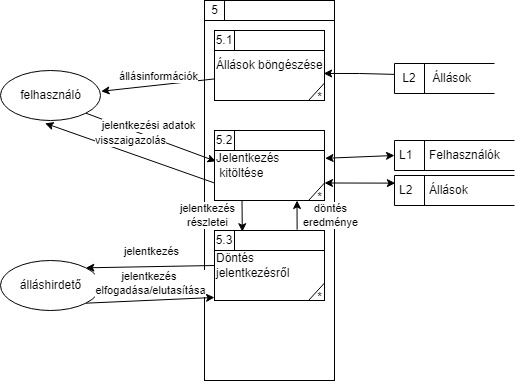 5
5.1
Állások böngészése
*
állásinformációk
felhasználó
L2 Állások
jelentkezési adatok
visszaigazolás
5.2
Jelentkezés
kitöltése
*
L1 Felhasználók
L2 Állások
jelentkezés
részletei
döntés
eredménye
5.3
Döntés
jelentkezésről
*
jelentkezés
álláshirdető
jelentkezés
elfogadása/elutasítása